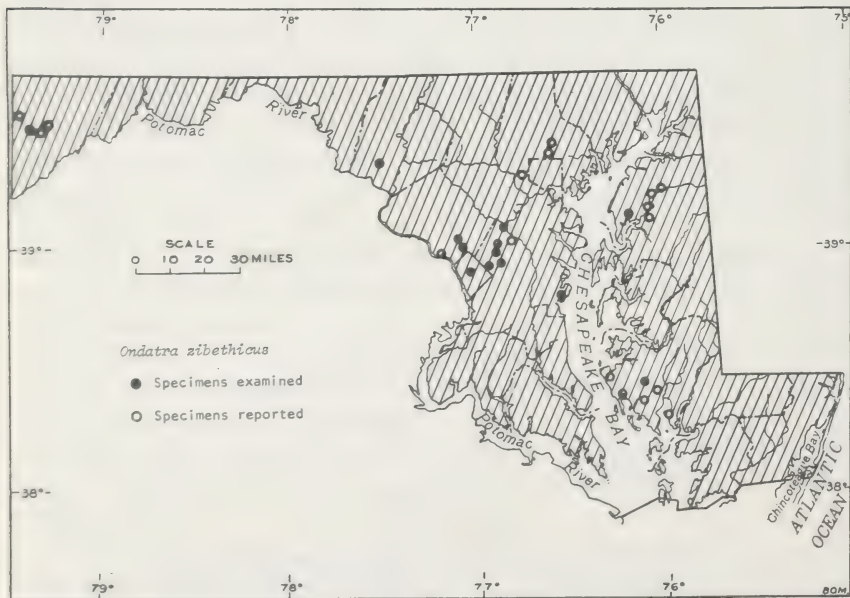 79° 78° 77° 76° 75°
Potomac River
39°
SCALE
0 10 20 30 MILES
39°
CHESAPEAKE BAY
Ondatra zibethicus
● Specimens examined
○ Specimens reported
Potomac River
38°
Chincoteague Bay
ATLANTIC OCEAN
38°
79° 78° 77° 76°
BDM